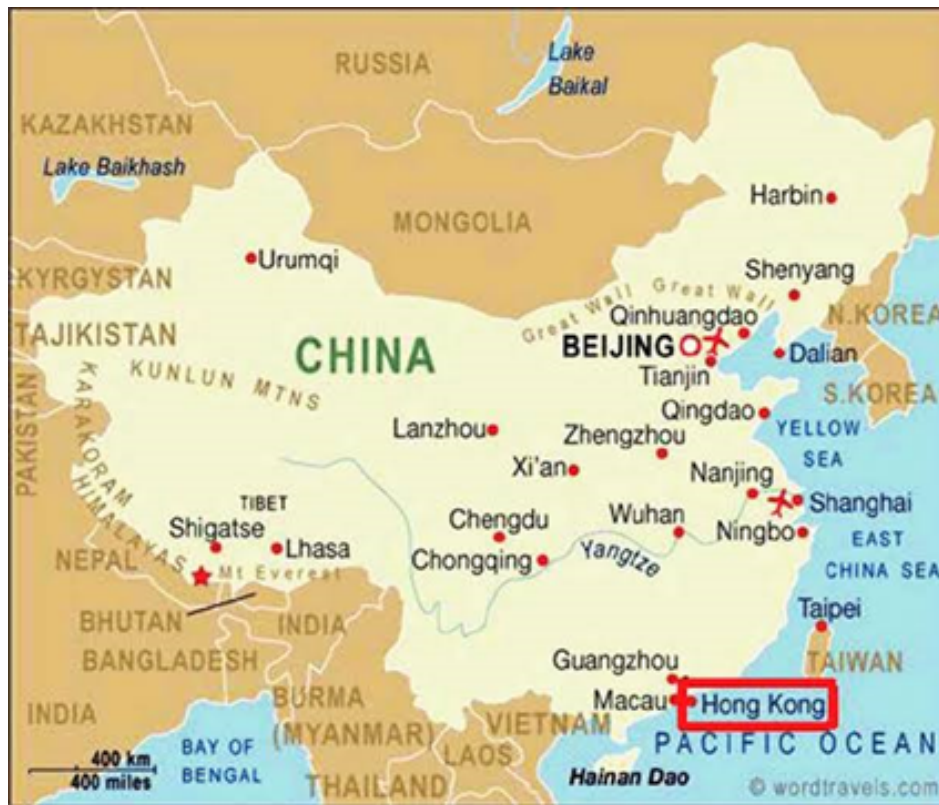 Lake
Baikal
RUSSIA
KAZAKHSTAN
Lake Baikhash
MONGOLIA
Harbin
Urumqi
KYRGYSTAN
Shenyang
Great Wall Great Wall
Qinhuangdao
N.KOREA
TAJIKISTAN
CHINA
BEIJING
Dalian
Tianjin
KUNLUN MTNS
S.KOREA
PAKISTAN
KARAKORAM
Qingdao
Lanzhou
Zhengzhou
YELLOW
SEA
Xi'an
Nanjing
HIMALAYAS
TIBET
Shanghai
Chengdu
Wuhan
Shigatse
Lhasa
Ningbo
EAST
CHINA SEA
Chongqing
Yangtze
NEPAL
Mt Everest
Taipei
BHUTAN
INDIA
BANGLADESH
Guangzhou
TAIWAN
Macau
Hong Kong
BURMA
(MYANMAR)
INDIA
VIETNAM
PACIFIC OCEAN
BAY OF
BENGAL
LAOS
400 km
400 miles
THAILAND
Hainan Dao
© wordtravels.com